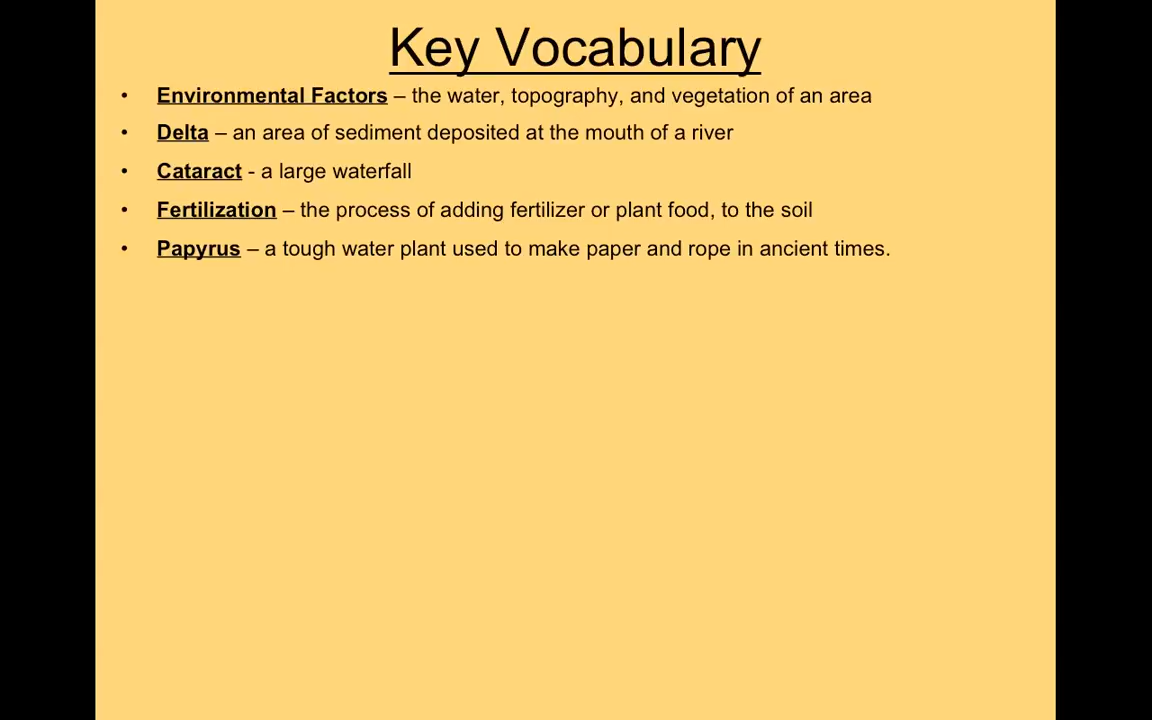 Key Vocabulary
• Environmental Factors – the water, topography, and vegetation of an area
• Delta – an area of sediment deposited at the mouth of a river
• Cataract - a large waterfall
• Fertilization – the process of adding fertilizer or plant food, to the soil
• Papyrus – a tough water plant used to make paper and rope in ancient times.